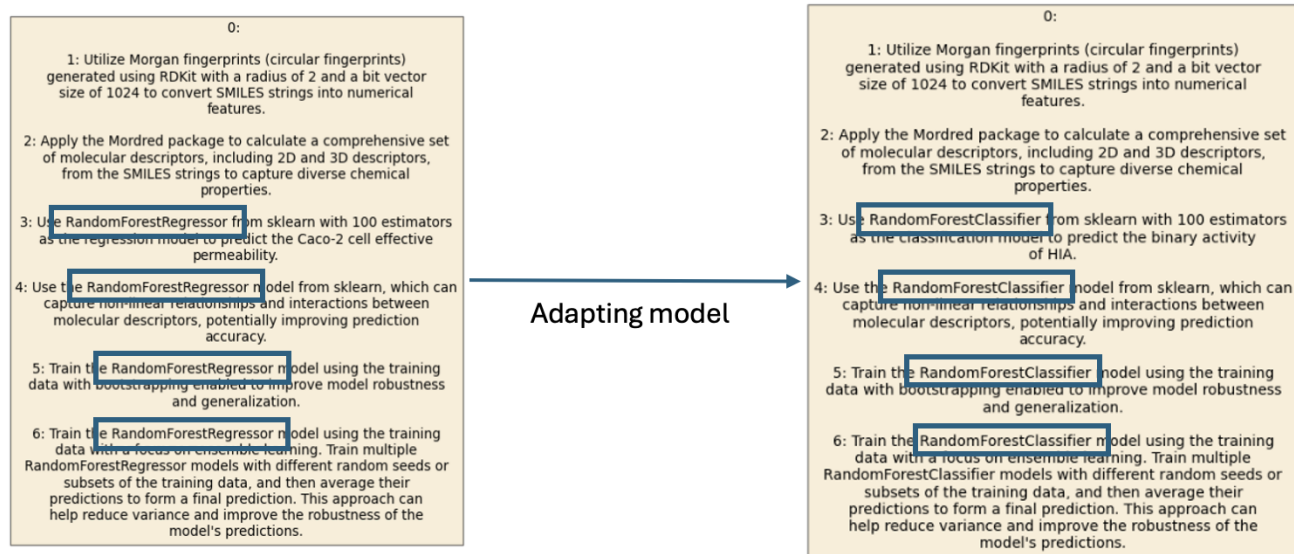 0:
1: Utilize Morgan fingerprints (circular fingerprints)
generated using RDKit with a radius of 2 and a bit vector
size of 1024 to convert SMILES strings into numerical
features.
2: Apply the Mordred package to calculate a comprehensive set
of molecular descriptors, including 2D and 3D descriptors,
from the SMILES strings to capture diverse chemical
properties.
3: Use RandomForestRegressor from sklearn with 100 estimators
as the regression model to predict the Caco-2 cell effective
permeability.
4: Use the RandomForestRegressor model from sklearn, which can
capture non-linear relationships and interactions between
molecular descriptors, potentially improving prediction
accuracy.
5: Train the RandomForestRegressor model using the training
data with bootstrapping enabled to improve model robustness
and generalization.
6: Train the RandomForestRegressor model using the training
data with a focus on ensemble learning. Train multiple
RandomForestRegressor models with different random seeds or
subsets of the training data, and then average their
predictions to form a final prediction. This approach can
help reduce variance and improve the robustness of the
model's predictions.
Adapting model
0:
1: Utilize Morgan fingerprints (circular fingerprints)
generated using RDKit with a radius of 2 and a bit vector
size of 1024 to convert SMILES strings into numerical
features.
2: Apply the Mordred package to calculate a comprehensive set
of molecular descriptors, including 2D and 3D descriptors,
from the SMILES strings to capture diverse chemical
properties.
3: Use RandomForestClassifier from sklearn with 100 estimators
as the classification model to predict the binary activity
of HIA.
4: Use the RandomForestClassifier model from sklearn, which can
capture non-linear relationships and interactions between
molecular descriptors, potentially improving prediction
accuracy.
5: Train the RandomForestClassifier model using the training
data with bootstrapping enabled to improve model robustness
and generalization.
6: Train the RandomForestClassifier model using the training
data with a focus on ensemble learning. Train multiple
RandomForestClassifier models with different random seeds or
subsets of the training data, and then average their
predictions to form a final prediction. This approach can
help reduce variance and improve the robustness of the
model's predictions.